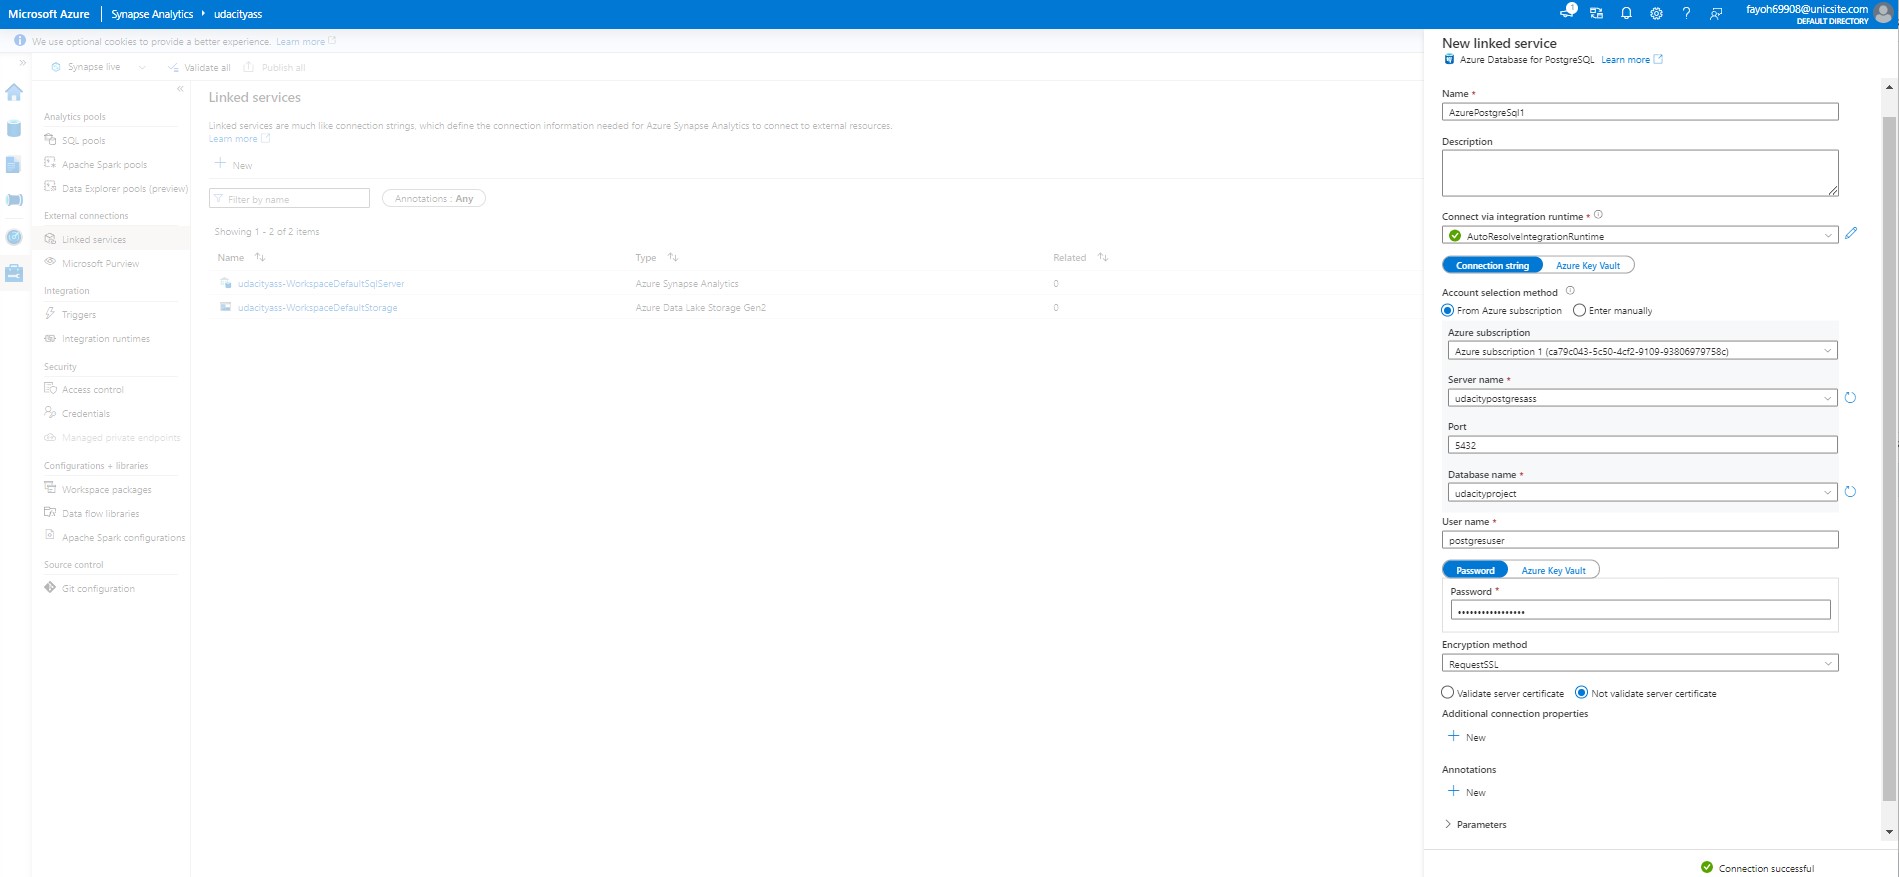 Microsoft Azure Synapse Analytics udacityass
1
fayoh69908@unicsite.com
DEFAULT DIRECTORY
We use optional cookies to provide a better experience. Learn more
Synapse live Validate all Publish all
Analytics pools
SQL pools
Apache Spark pools
Data Explorer pools (preview)
External connections
Linked services
Microsoft Purview
Integration
Triggers
Integration runtimes
Security
Access control
Credentials
Managed private endpoints
Configurations + libraries
Workspace packages
Data flow libraries
Apache Spark configurations
Source control
Git configuration
Linked services
Linked services are much like connection strings, which define the connection information needed for Azure Synapse Analytics to connect to external resources.
Learn more
New
Filter by name
Annotations : Any
Showing 1 - 2 of 2 items
Name Type Related
udacityass-WorkspaceDefaultSqlServer Azure Synapse Analytics 0
udacityass-WorkspaceDefaultStorage Azure Data Lake Storage Gen2 0
New linked service
Azure Database for PostgreSQL Learn more
Name *
AzurePostgreSql1
Description
Connect via integration runtime *
AutoResolveIntegrationRuntime
Connection string Azure Key Vault
Account selection method
From Azure subscription Enter manually
Azure subscription
Azure subscription 1 (ca79c043-5c50-4cf2-9109-93806979758c)
Server name *
udacitypostgresass
Port
5432
Database name *
udacityproject
User name *
postgresuser
Password Azure Key Vault
Password *
•••••••••••••••••
Encryption method
RequestSSL
Validate server certificate Not validate server certificate
Additional connection properties
New
Annotations
New
Parameters
Connection successful